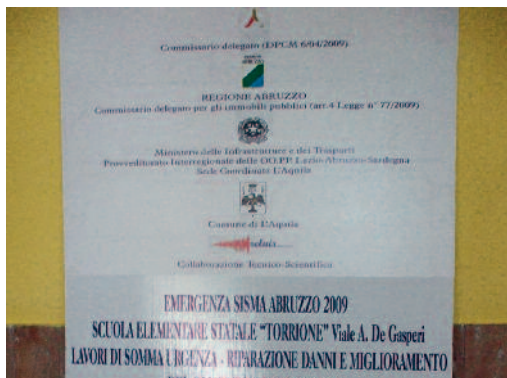 Commissario delegato (DPCM 6/04/2009)
REGIONE ABRUZZO
Commissario delegato per gli immobile pubblici (art.4 Legge n° 77/2009)
Ministero delle Infrastrutture e dei Trasporti
Provveditorato Interregionale delle OO.PP. Lazio-Abruzzo-Sardegna
Sede Coordinata L'Aquila
Comune di L'Aquila
reluis
Collaborazione Tecnico-Scientifica
EMERGENZA SISMA ABRUZZO 2009
SCUOLA ELEMENTARE STATALE "TORRIONE" Viale A. De Gasperi
LAVORI DI SOMMA URGENZA - RIPARAZIONE DANNI E MIGLIORAMENTO